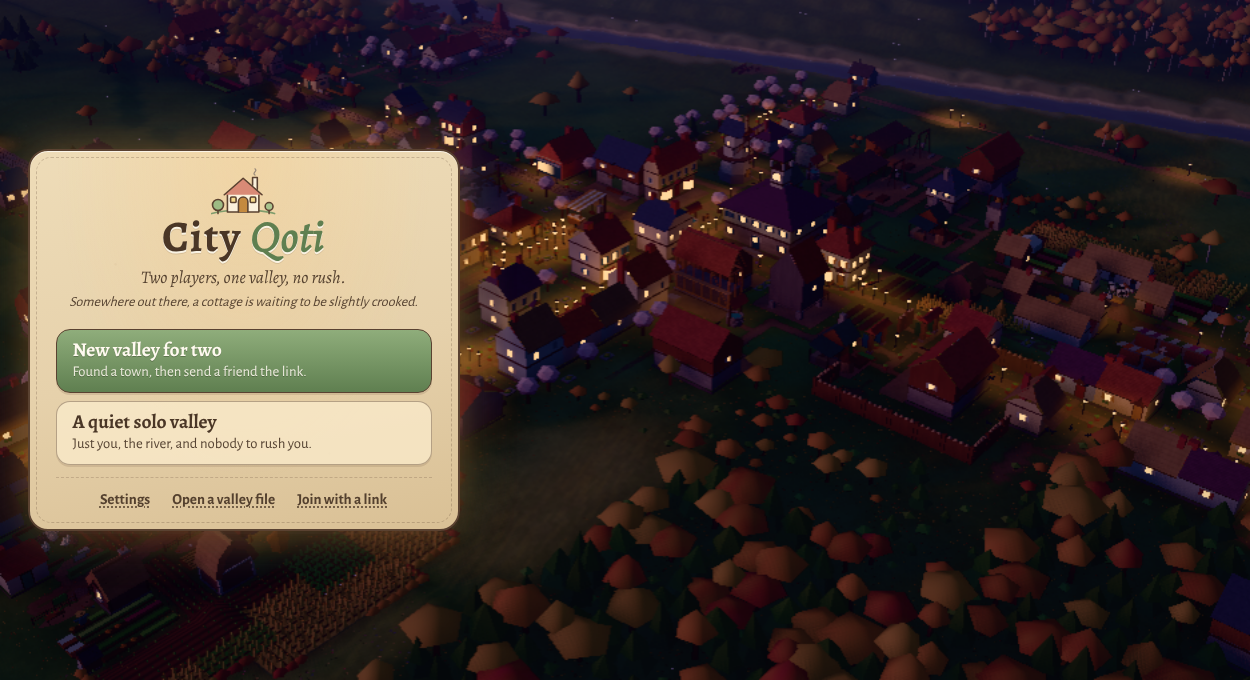 City Qoti
Two players, one valley, no rush.
Somewhere out there, a cottage is waiting to be slightly crooked.
New valley for two
Found a town, then send a friend the link.
A quiet solo valley
Just you, the river, and nobody to rush you.
Settings Open a valley file Join with a link